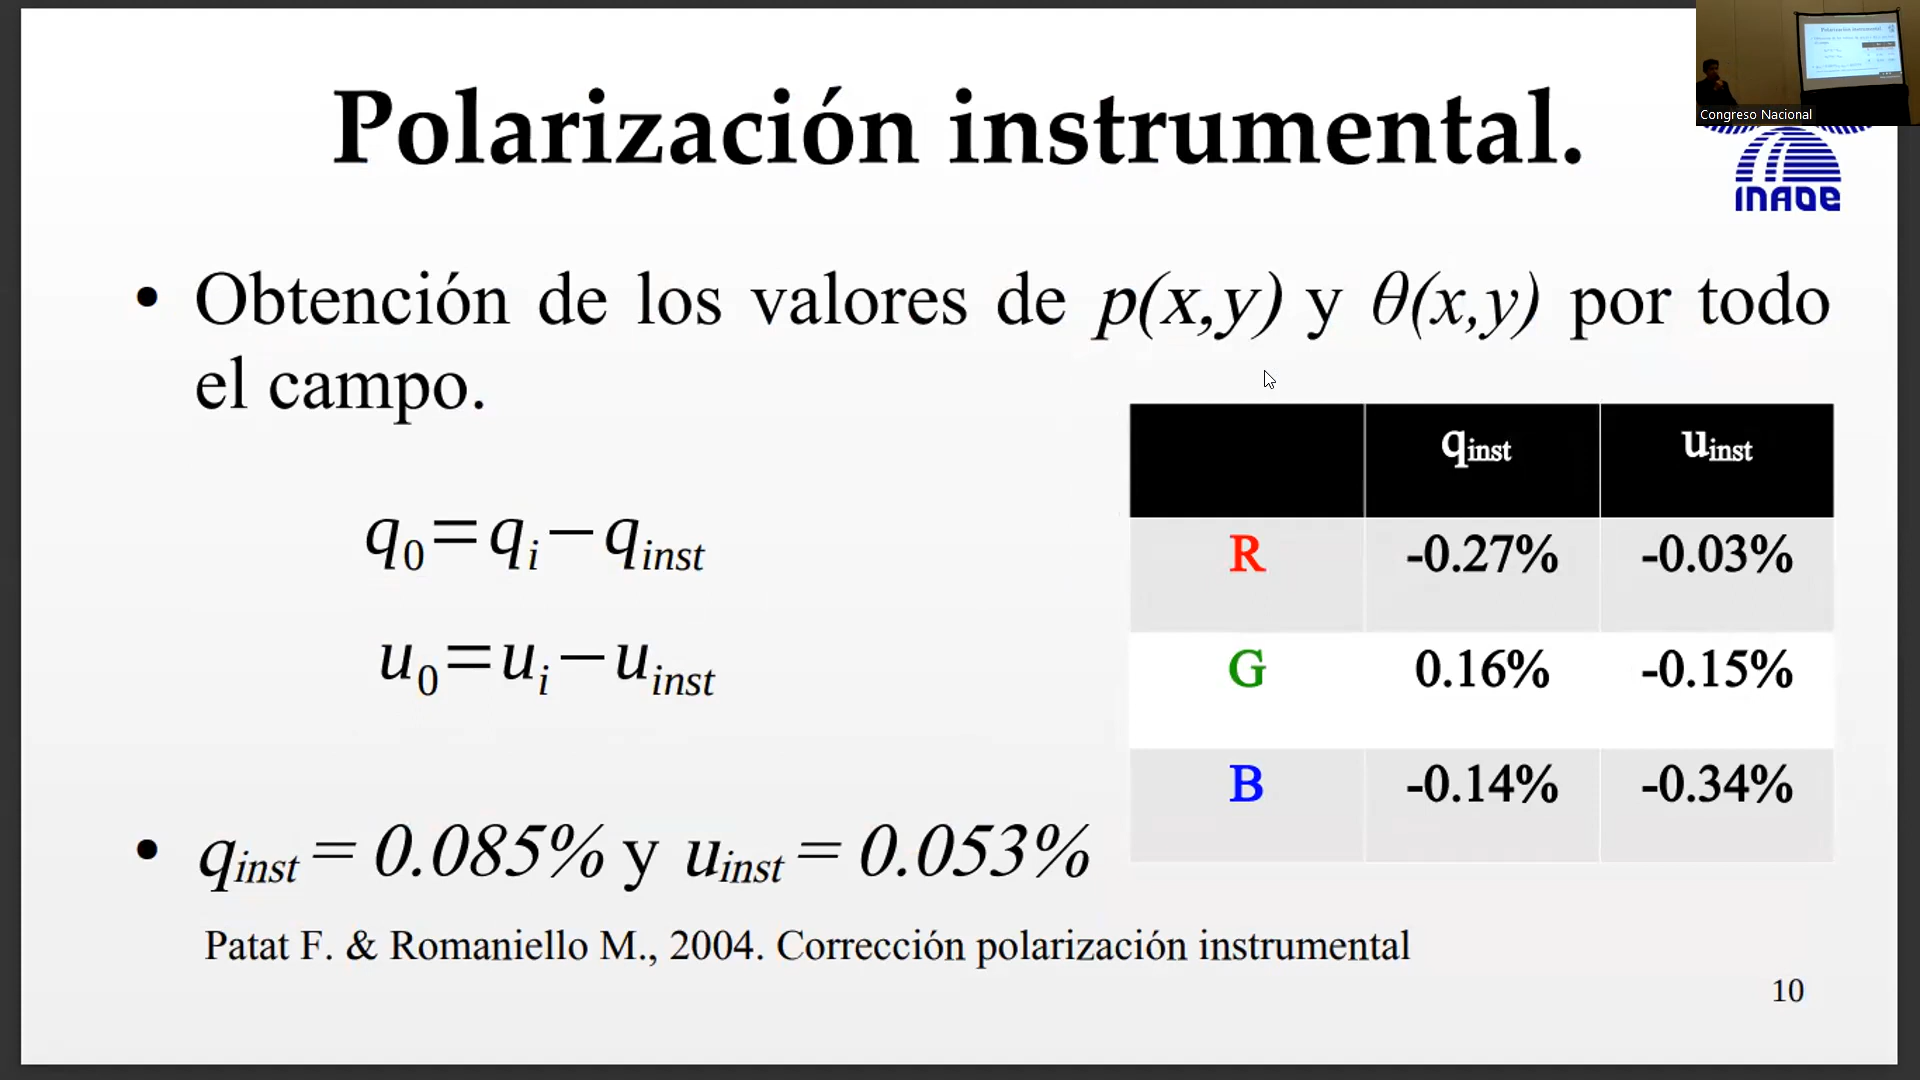 Polarización instrumental.
Congreso Nacional
INAOE
• Obtención de los valores de p(x,y) y θ(x,y) por todo
el campo.
q₀=qᵢ−q_inst
u₀=uᵢ−u_inst
q_inst u_inst
R -0.27% -0.03%
G 0.16% -0.15%
B -0.14% -0.34%
• q_inst = 0.085% y u_inst = 0.053%
Patat F. & Romaniello M., 2004. Corrección polarización instrumental
10